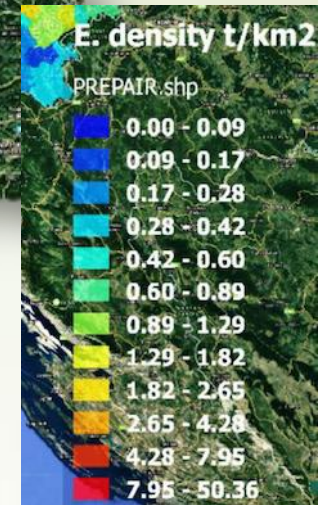 E. density t/km2
PREPAIR.shp
0.00 - 0.09
0.09 - 0.17
0.17 - 0.28
0.28 - 0.42
0.42 - 0.60
0.60 - 0.89
0.89 - 1.29
1.29 - 1.82
1.82 - 2.65
2.65 - 4.28
4.28 - 7.95
7.95 - 50.36